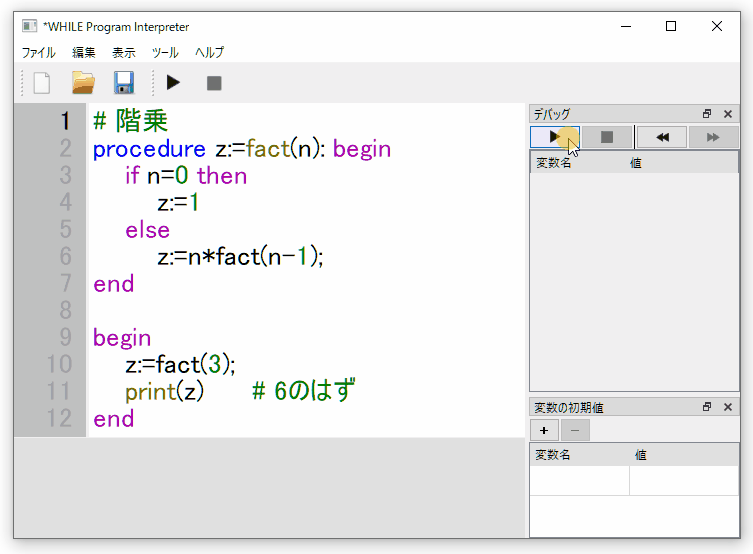 *WHILE Program Interpreter
ファイル 編集 表示 ツール ヘルプ
1 # 階乗
2 procedure z:=fact(n): begin
3 if n=0 then
4 z:=1
5 else
6 z:=n*fact(n-1);
7 end
8
9 begin
10 z:=fact(3);
11 print(z) # 6のはず
12 end
デバッグ
変数名 値
変数の初期値
+ −
変数名 値